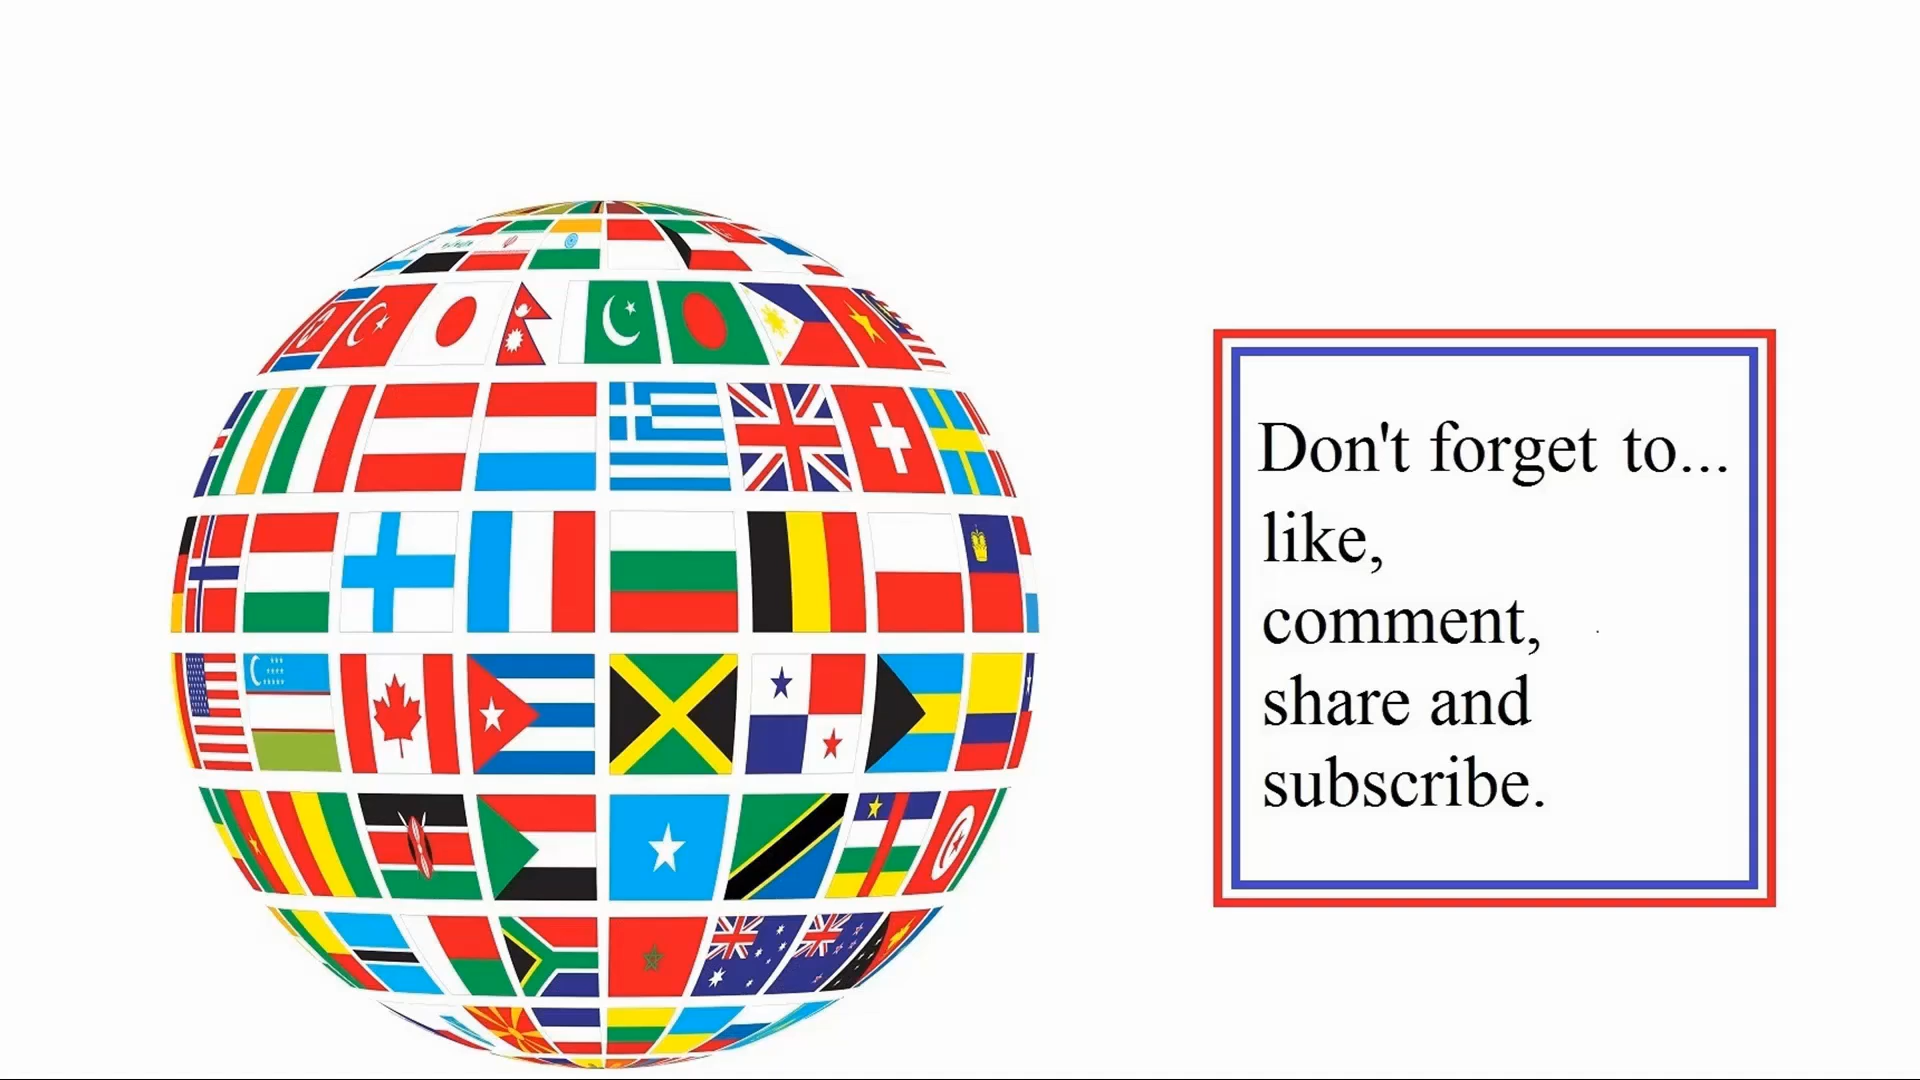 Don't forget to...
like,
comment,
share and
subscribe.